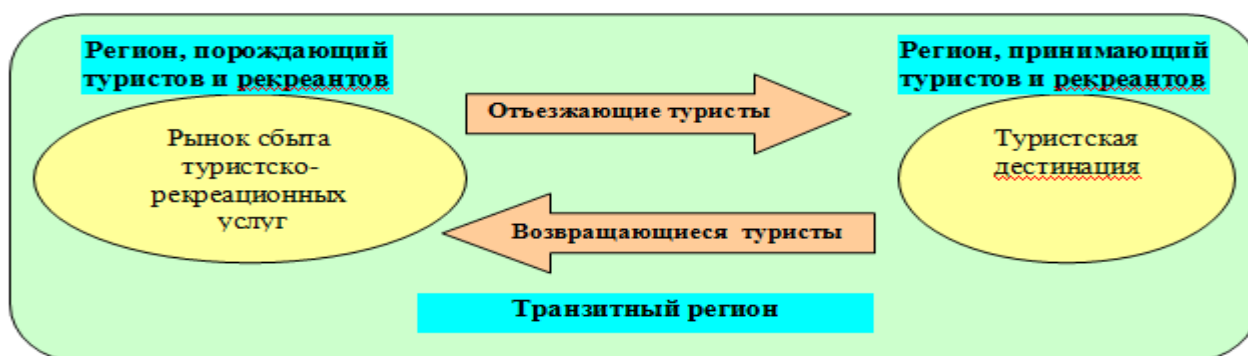 Регион, порождающий
туристов и рекреантов
Рынок сбыта
туристско-
рекреационных
услуг
Отъезжающие туристы
Возвращающиеся туристы
Регион, принимающий
туристов и рекреантов
Туристская
дестинация
Транзитный регион